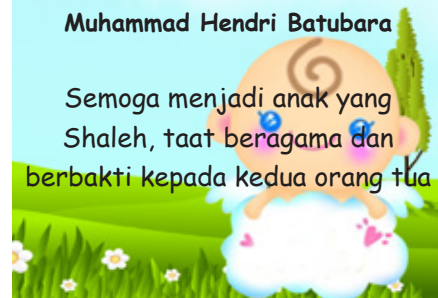 Muhammad Hendri Batubara
Semoga menjadi anak yang
Shaleh, taat beragama dan
berbakti kepada kedua orang tua